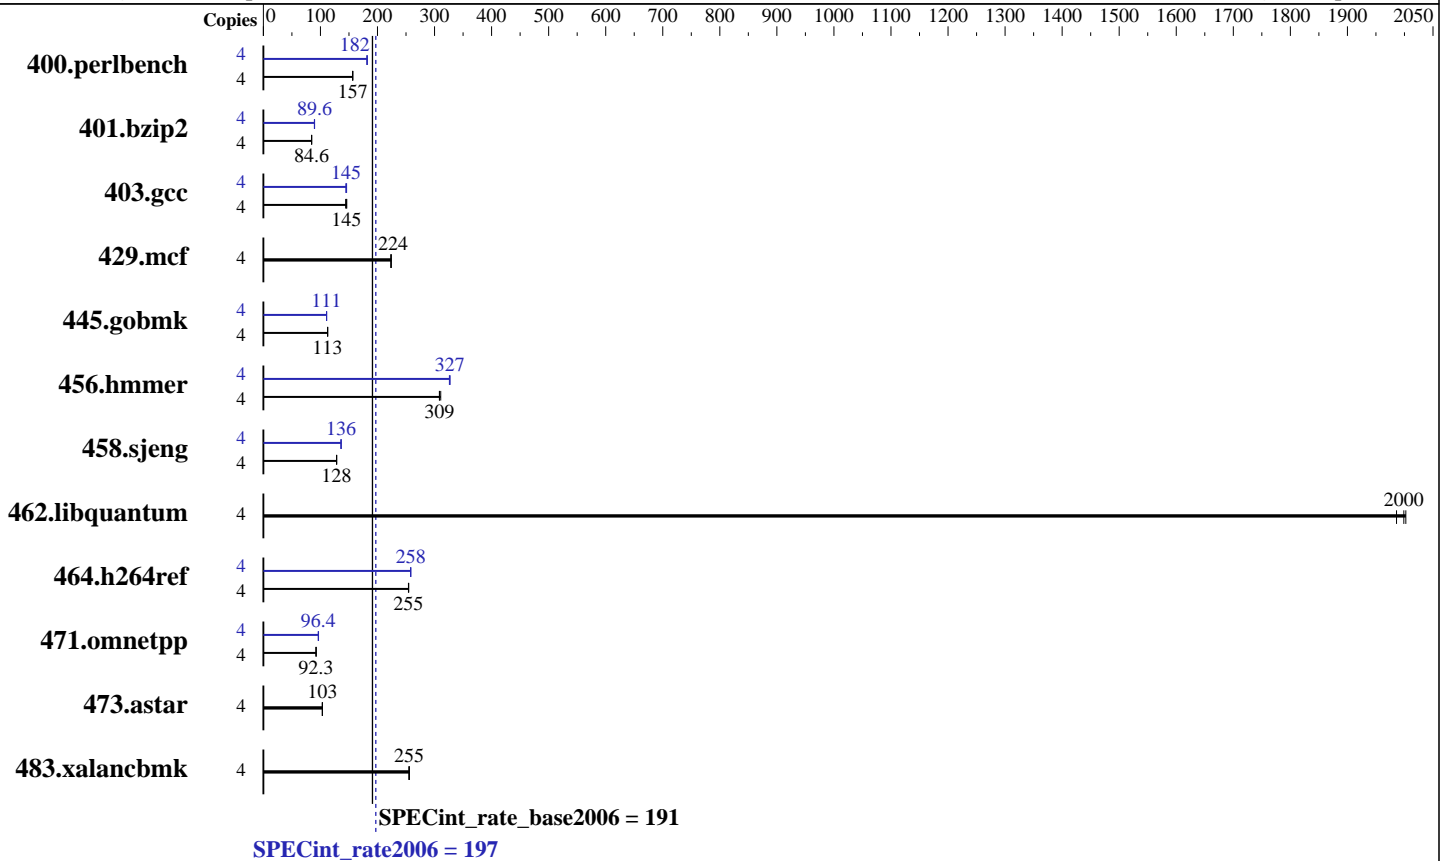 Copies 0 100 200 300 400 500 600 700 800 900 1000 1100 1200 1300 1400 1500 1600 1700 1800 1900 2050
400.perlbench 4 182
4 157
401.bzip2 4 89.6
4 84.6
403.gcc 4 145
4 145
429.mcf 4 224
445.gobmk 4 111
4 113
456.hmmer 4 327
4 309
458.sjeng 4 136
4 128
462.libquantum 4 2000
464.h264ref 4 258
4 255
471.omnetpp 4 96.4
4 92.3
473.astar 4 103
483.xalancbmk 4 255
SPECint_rate_base2006 = 191
SPECint_rate2006 = 197